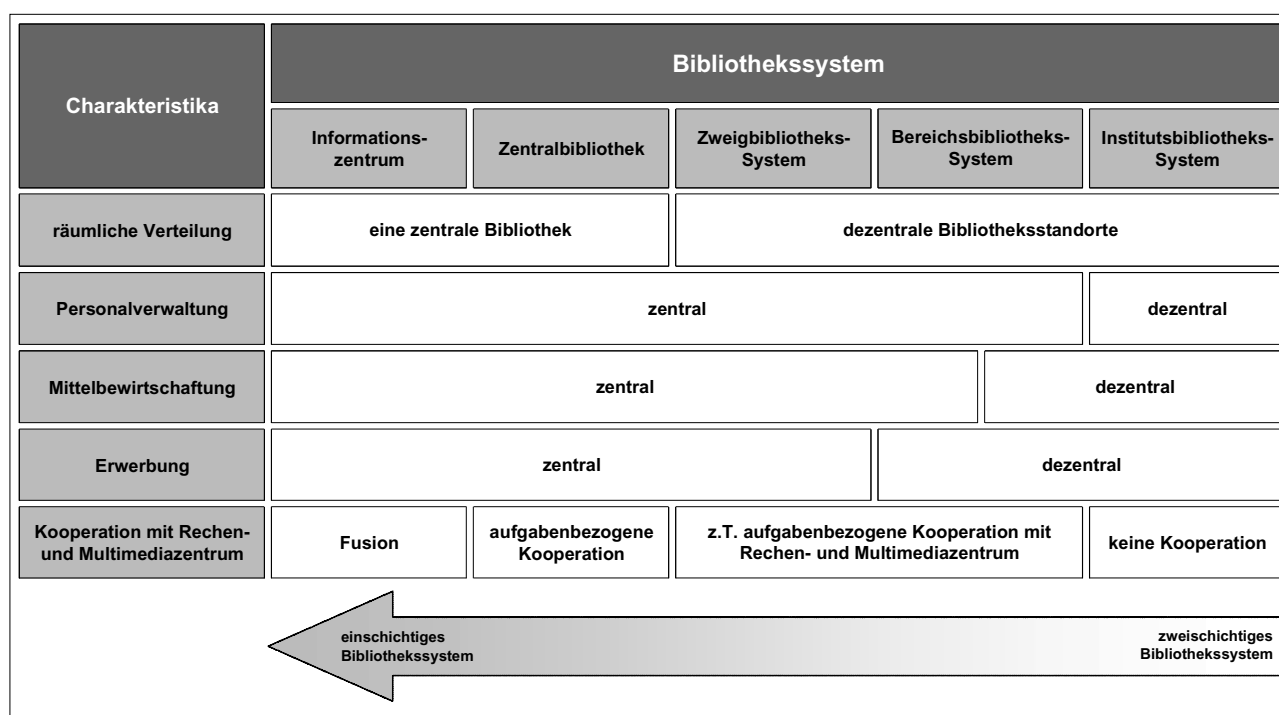 Charakteristika
Bibliothekssystem
Informations-
zentrum
Zentralbibliothek
Zweigbibliotheks-
System
Bereichsbibliotheks-
System
Institutsbibliotheks-
System
räumliche Verteilung
eine zentrale Bibliothek
dezentrale Bibliotheksstandorte
Personalverwaltung
zentral
dezentral
Mittelbewirtschaftung
zentral
dezentral
Erwerbung
zentral
dezentral
Kooperation mit Rechen-
und Multimediazentrum
Fusion
aufgabenbezogene
Kooperation
z.T. aufgabenbezogene Kooperation mit
Rechen- und Multimediazentrum
keine Kooperation
einschichtiges
Bibliothekssystem
zweischichtiges
Bibliothekssystem